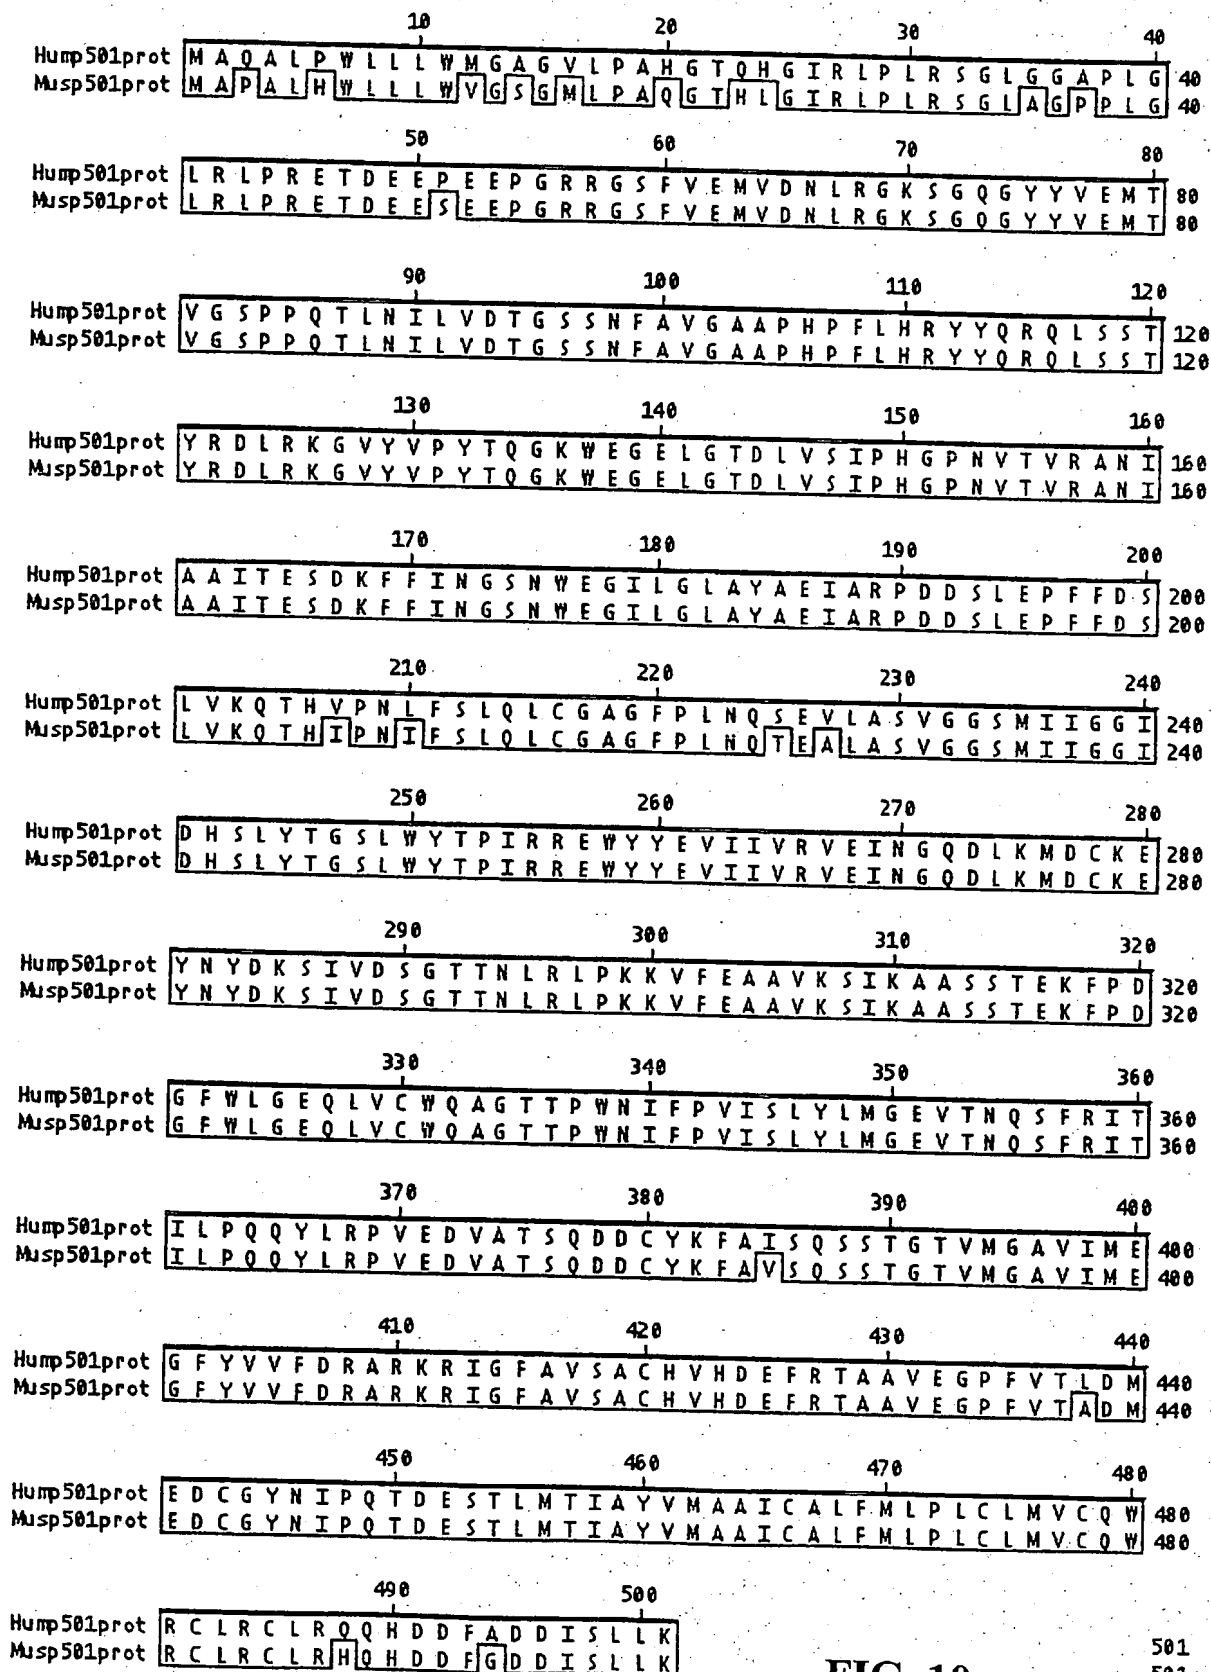 10 20 30 40
Hump501prot M A Q A L P W L L L W M G A G V L P A H G T Q H G I R L P L R S G L G G A P L G 40
Musp501prot M A P A L H W L L L W V G S G M L P A Q G T H L G I R L P L R S G L A G P P L G 40
50 60 70 80
Hump501prot L R L P R E T D E E P E E P G R R G S F V E M V D N L R G K S G Q G Y Y V E M T 80
Musp501prot L R L P R E T D E E S E E P G R R G S F V E M V D N L R G K S G Q G Y Y V E M T 80
90 100 110 120
Hump501prot V G S P P Q T L N I L V D T G S S N F A V G A A P H P F L H R Y Y Q R Q L S S T 120
Musp501prot V G S P P Q T L N I L V D T G S S N F A V G A A P H P F L H R Y Y Q R Q L S S T 120
130 140 150 160
Hump501prot Y R D L R K G V Y V P Y T Q G K W E G E L G T D L V S I P H G P N V T V R A N I 160
Musp501prot Y R D L R K G V Y V P Y T Q G K W E G E L G T D L V S I P H G P N V T V R A N I 160
170 180 190 200
Hump501prot A A I T E S D K F F I N G S N W E G I L G L A Y A E I A R P D D S L E P F F D S 200
Musp501prot A A I T E S D K F F I N G S N W E G I L G L A Y A E I A R P D D S L E P F F D S 200
210 220 230 240
Hump501prot L V K Q T H V P N L F S L Q L C G A G F P L N Q S E V L A S V G G S M I I G G I 240
Musp501prot L V K Q T H I P N I F S L Q L C G A G F P L N Q T E A L A S V G G S M I I G G I 240
250 260 270 280
Hump501prot D H S L Y T G S L W Y T P I R R E W Y Y E V I I V R V E I N G Q D L K M D C K E 280
Musp501prot D H S L Y T G S L W Y T P I R R E W Y Y E V I I V R V E I N G Q D L K M D C K E 280
290 300 310 320
Hump501prot Y N Y D K S I V D S G T T N L R L P K K V F E A A V K S I K A A S S T E K F P D 320
Musp501prot Y N Y D K S I V D S G T T N L R L P K K V F E A A V K S I K A A S S T E K F P D 320
330 340 350 360
Hump501prot G F W L G E Q L V C W Q A G T T P W N I F P V I S L Y L M G E V T N Q S F R I T 360
Musp501prot G F W L G E Q L V C W Q A G T T P W N I F P V I S L Y L M G E V T N Q S F R I T 360
370 380 390 400
Hump501prot I L P Q Q Y L R P V E D V A T S Q D D C Y K F A I S Q S S T G T V M G A V I M E 400
Musp501prot I L P Q Q Y L R P V E D V A T S Q D D C Y K F A V S Q S S T G T V M G A V I M E 400
410 420 430 440
Hump501prot G F Y V V F D R A R K R I G F A V S A C H V H D E F R T A A V E G P F V T L D M 440
Musp501prot G F Y V V F D R A R K R I G F A V S A C H V H D E F R T A A V E G P F V T A D M 440
450 460 470 480
Hump501prot E D C G Y N I P Q T D E S T L M T I A Y V M A A I C A L F M L P L C L M V C Q W 480
Musp501prot E D C G Y N I P Q T D E S T L M T I A Y V M A A I C A L F M L P L C L M V C Q W 480
490 500
Hump501prot R C L R C L R Q Q H D D F A D D I S L L K 501
Musp501prot R C L R C L R H Q H D D F G D D I S L L K